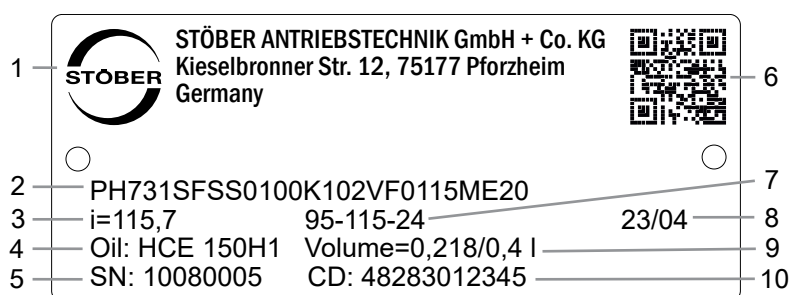 STÖBER ANTRIEBSTECHNIK GmbH + Co. KG
1 STÖBER Kieselbronner Str. 12, 75177 Pforzheim 6
Germany
2 PH731SFSS0100K102VF0115ME20 7
3 i=115,7 95-115-24 23/04 8
4 Oil: HCE 150H1 Volume=0,218/0,4 l 9
5 SN: 10080005 CD: 48283012345 10